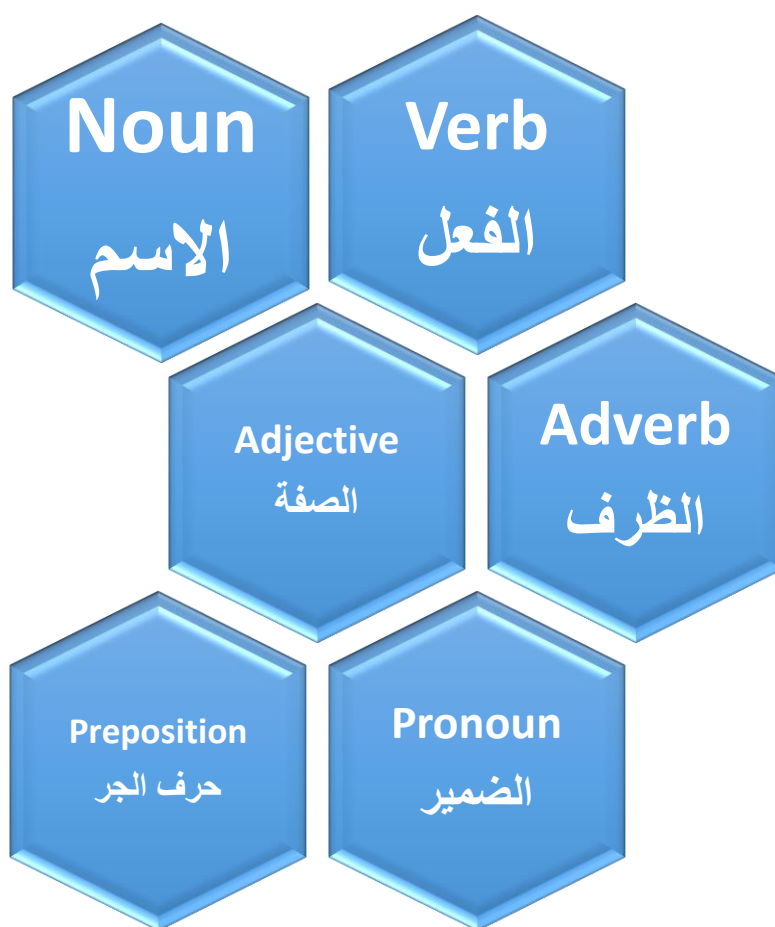 Noun
الاسم
Verb
الفعل
Adjective
الصفة
Adverb
الظرف
Preposition
حرف الجر
Pronoun
الضمير